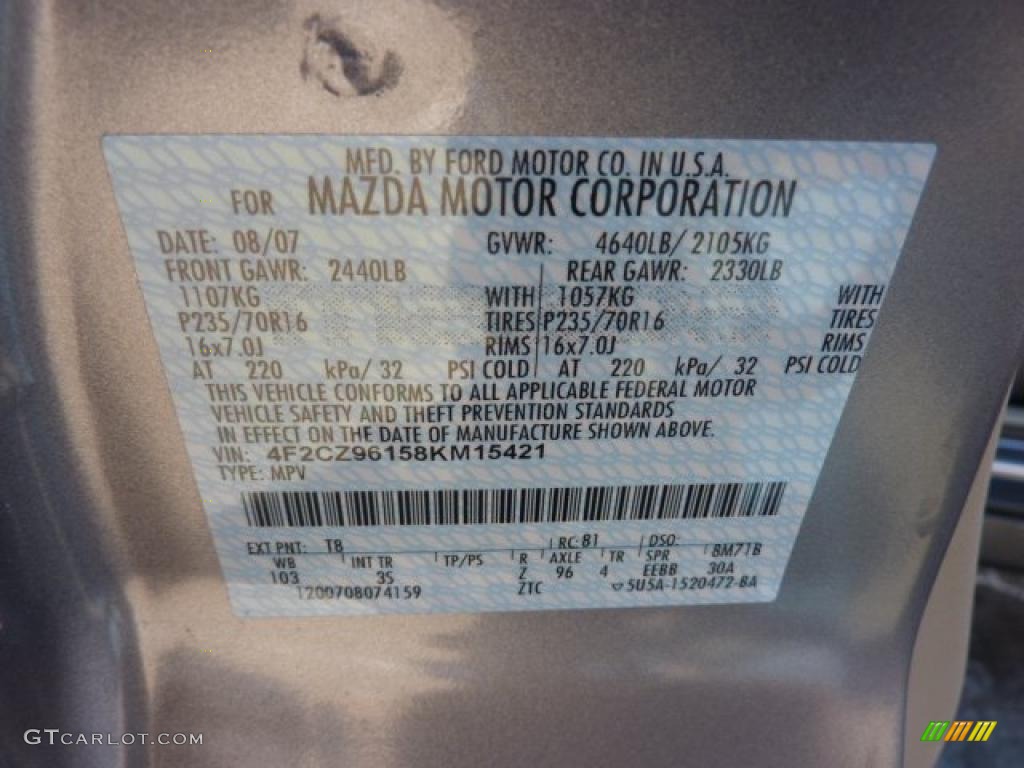 MFD. BY FORD MOTOR CO. IN U.S.A.
FOR MAZDA MOTOR CORPORATION
DATE: 08/07 GVWR: 4640LB/ 2105KG
FRONT GAWR: 2440LB REAR GAWR: 2330LB
1107KG WITH 1057KG WITH
P235/70R16 TIRES P235/70R16 TIRES
16x7.0J RIMS 16x7.0J RIMS
AT 220 kPa/ 32 PSI COLD AT 220 kPa/ 32 PSI COLD
THIS VEHICLE CONFORMS TO ALL APPLICABLE FEDERAL MOTOR
VEHICLE SAFETY AND THEFT PREVENTION STANDARDS
IN EFFECT ON THE DATE OF MANUFACTURE SHOWN ABOVE.
VIN: 4F2CZ96158KM15421
TYPE: MPV
EXT PNT: T8 RC: 81 DSO:
WB INT TR TP/PS R AXLE TR SPR 8M71B
103 3S Z 96 4 EEBB 30A
1200708074159 ZTC 5U5A-1520472-BA
GTCARLOT.COM